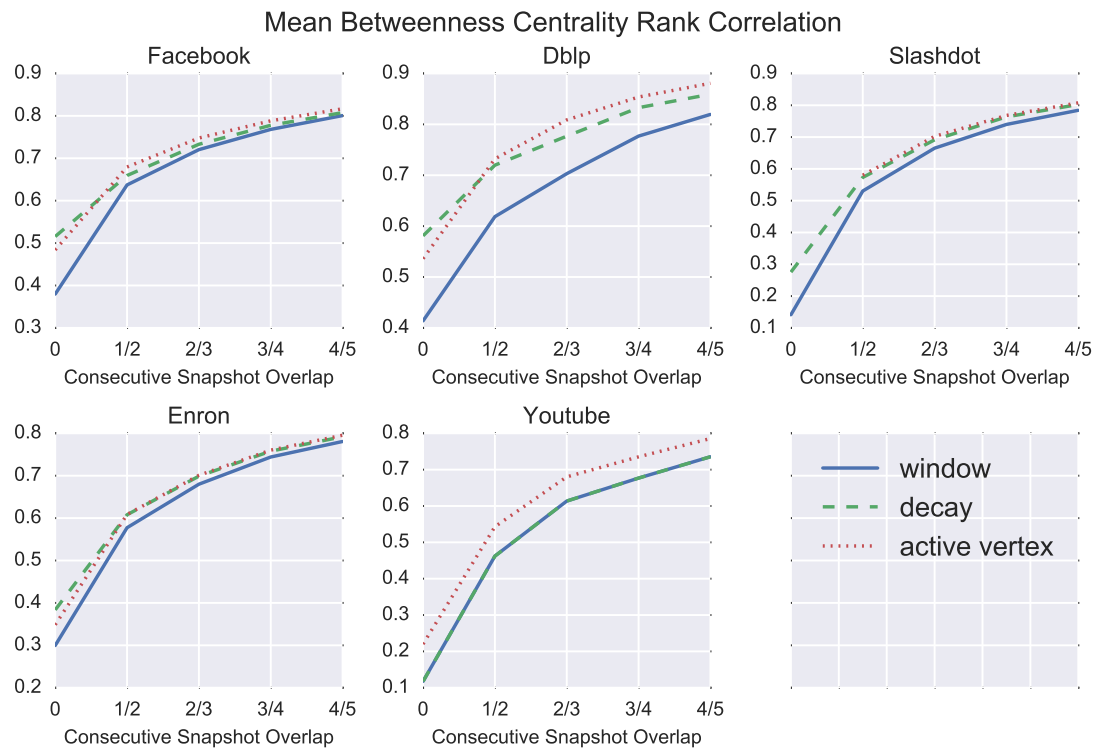 Mean Betweenness Centrality Rank Correlation
Facebook
0.9
0.8
0.7
0.6
0.5
0.4
0.3
0 1/2 2/3 3/4 4/5
Consecutive Snapshot Overlap
Dblp
0.9
0.8
0.7
0.6
0.5
0.4
0 1/2 2/3 3/4 4/5
Consecutive Snapshot Overlap
Slashdot
0.9
0.8
0.7
0.6
0.5
0.4
0.3
0.2
0.1
0 1/2 2/3 3/4 4/5
Consecutive Snapshot Overlap
Enron
0.8
0.7
0.6
0.5
0.4
0.3
0.2
0 1/2 2/3 3/4 4/5
Consecutive Snapshot Overlap
Youtube
0.8
0.7
0.6
0.5
0.4
0.3
0.2
0.1
0 1/2 2/3 3/4 4/5
Consecutive Snapshot Overlap
window
decay
active vertex